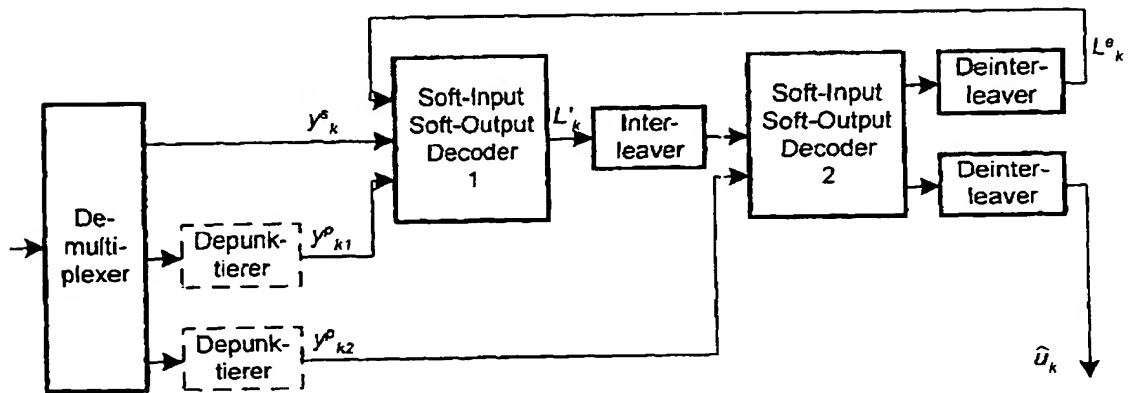 De-
multi-
plexer
y^s_k
Depunk-
tierer
y^p_k1
Depunk-
tierer
y^p_k2
Soft-Input
Soft-Output
Decoder
1
L'_k
Inter-
leaver
Soft-Input
Soft-Output
Decoder
2
Deinter-
leaver
L^e_k
Deinter-
leaver
û_k